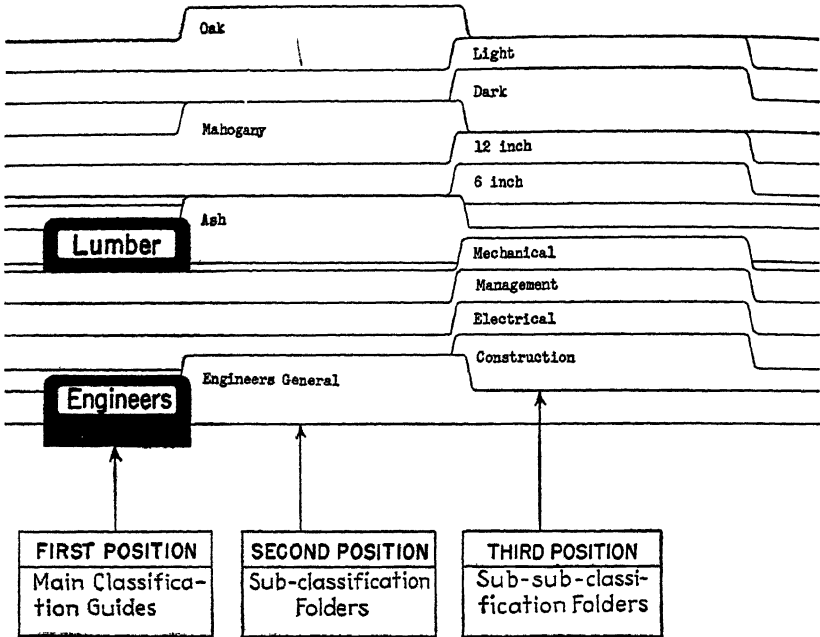 Oak
Light
Dark
Mahogany
12 inch
6 inch
Ash
Lumber
Mechanical
Management
Electrical
Construction
Engineers General
Engineers
FIRST POSITION
Main Classifica-
tion Guides
SECOND POSITION
Sub-classification
Folders
THIRD POSITION
Sub-sub-classi-
fication Folders